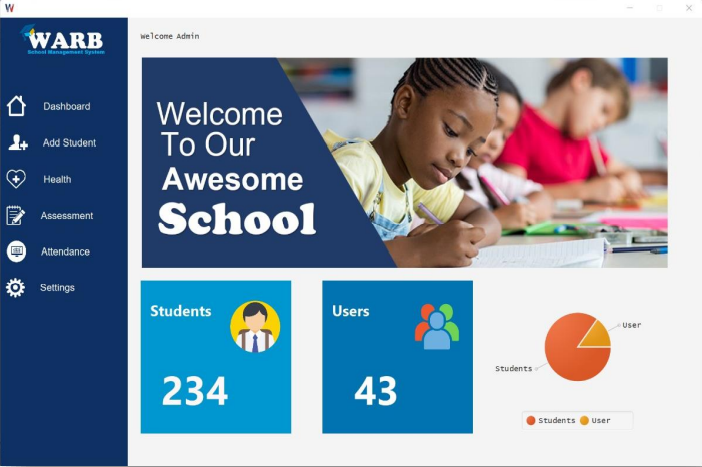 W
WARB
School Management System
Dashboard
Add Student
Health
Assessment
Attendance
Settings
Welcome Admin
Welcome
To Our
Awesome
School
Students
234
Users
43
User
Students
Students User